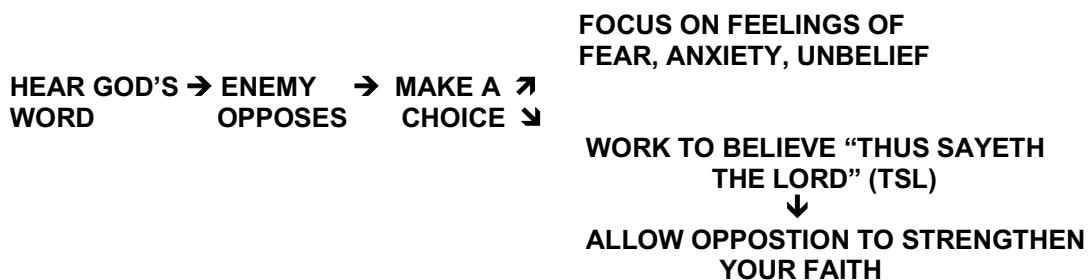 FOCUS ON FEELINGS OF
FEAR, ANXIETY, UNBELIEF
HEAR GOD'S → ENEMY → MAKE A ↗
WORD OPPOSES CHOICE ↘
WORK TO BELIEVE “THUS SAYETH
THE LORD” (TSL)
↓
ALLOW OPPOSTION TO STRENGTHEN
YOUR FAITH